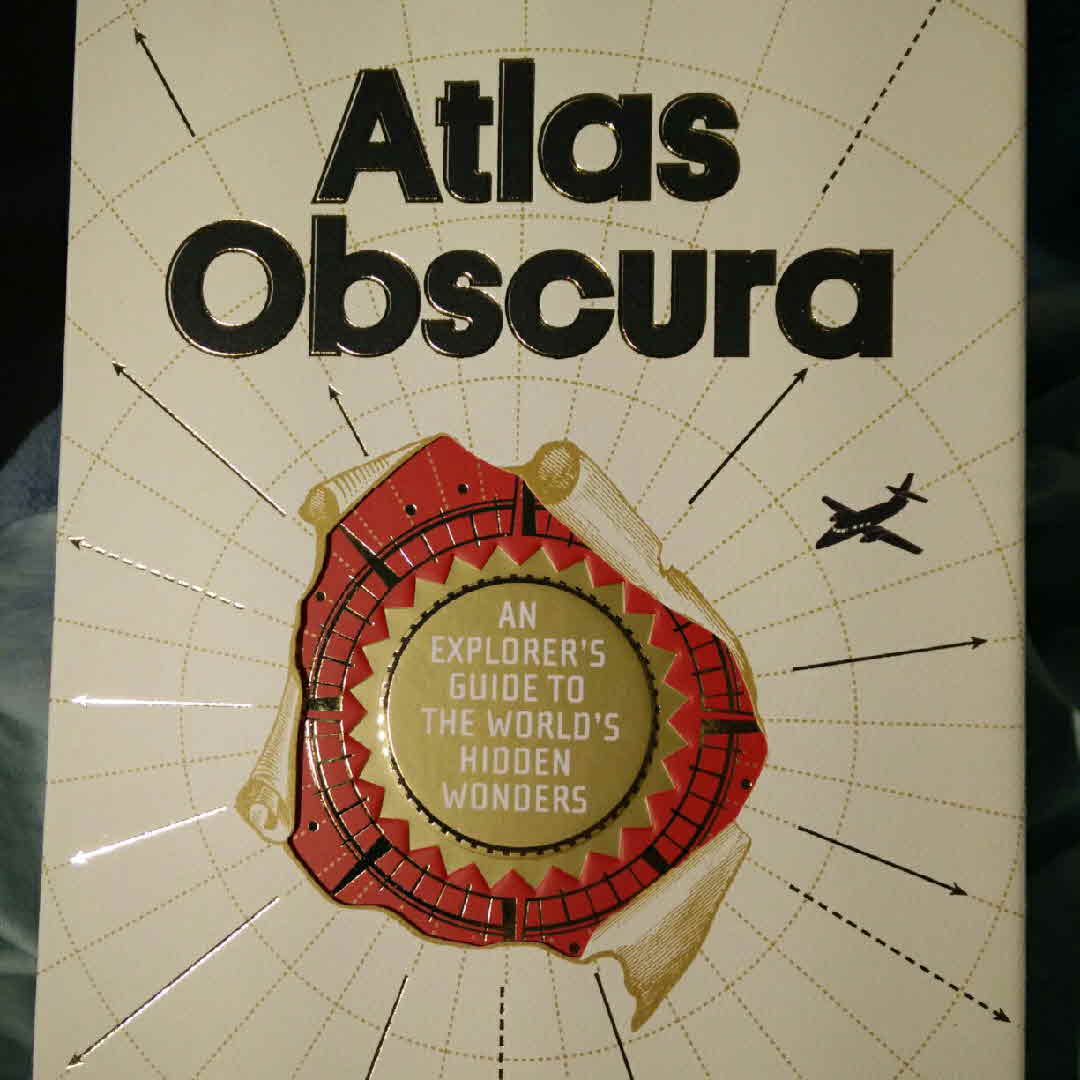 Atlas
Obscura
AN
EXPLORER'S
GUIDE TO
THE WORLD'S
HIDDEN
WONDERS